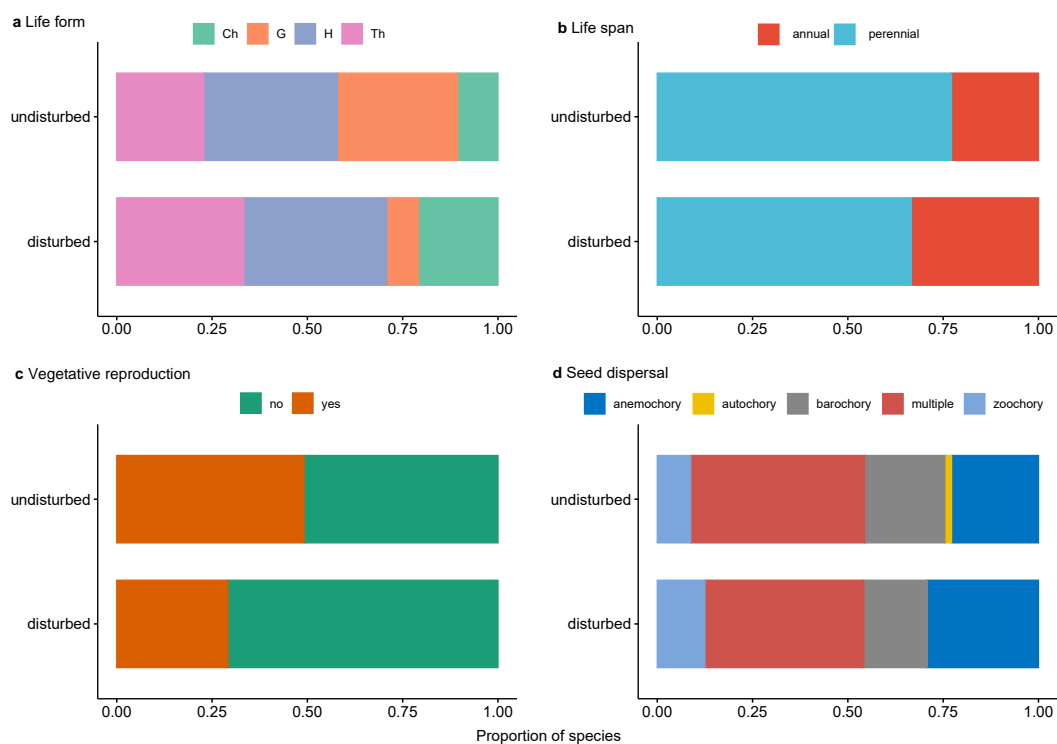 a Life form
Ch G H Th
undisturbed
disturbed
0.00 0.25 0.50 0.75 1.00
b Life span
annual perennial
undisturbed
disturbed
0.00 0.25 0.50 0.75 1.00
c Vegetative reproduction
no yes
undisturbed
disturbed
0.00 0.25 0.50 0.75 1.00
d Seed dispersal
anemochory autochory barochory multiple zoochory
undisturbed
disturbed
0.00 0.25 0.50 0.75 1.00
Proportion of species